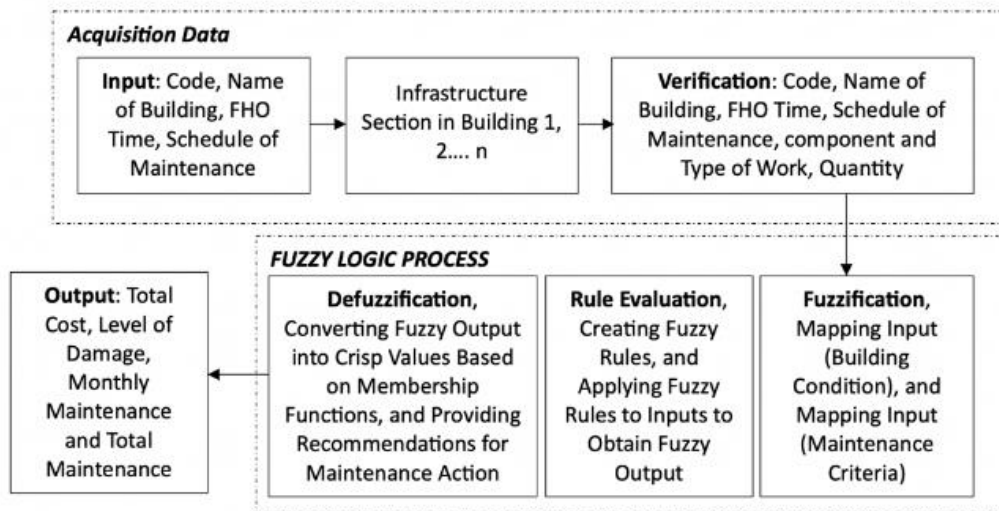 Acquisition Data
Input: Code, Name
of Building, FHO
Time, Schedule of
Maintenance
Infrastructure
Section in Building 1,
2.... n
Verification: Code, Name of
Building, FHO Time, Schedule of
Maintenance, component and
Type of Work, Quantity
FUZZY LOGIC PROCESS
Fuzzification,
Mapping Input
(Building
Condition), and
Mapping Input
(Maintenance
Criteria)
Rule Evaluation,
Creating Fuzzy
Rules, and
Applying Fuzzy
Rules to Inputs to
Obtain Fuzzy
Output
Defuzzification,
Converting Fuzzy Output
into Crisp Values Based
on Membership
Functions, and Providing
Recommendations for
Maintenance Action
Output: Total
Cost, Level of
Damage,
Monthly
Maintenance
and Total
Maintenance